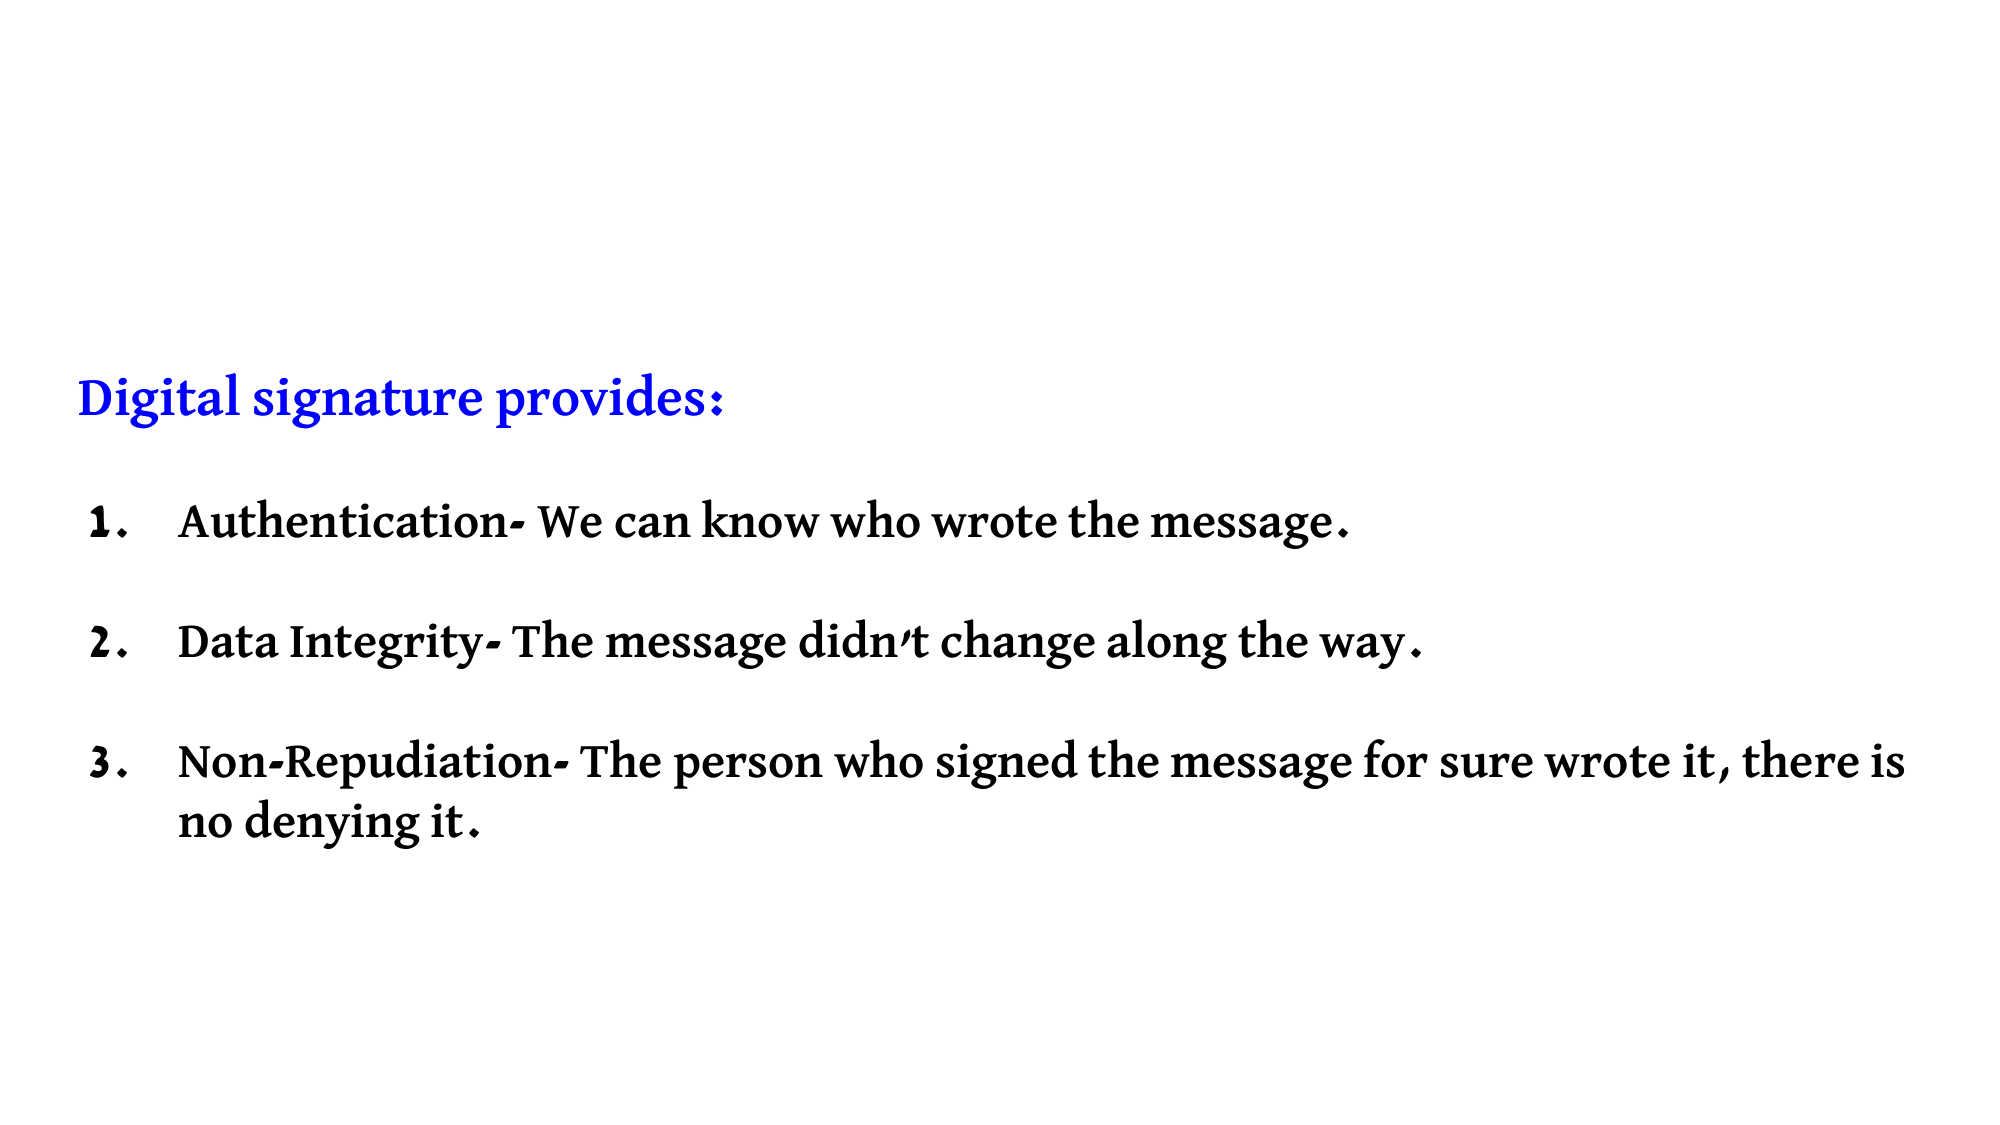 Digital signature provides:
1. Authentication- We can know who wrote the message.
2. Data Integrity- The message didn't change along the way.
3. Non-Repudiation- The person who signed the message for sure wrote it, there is
no denying it.